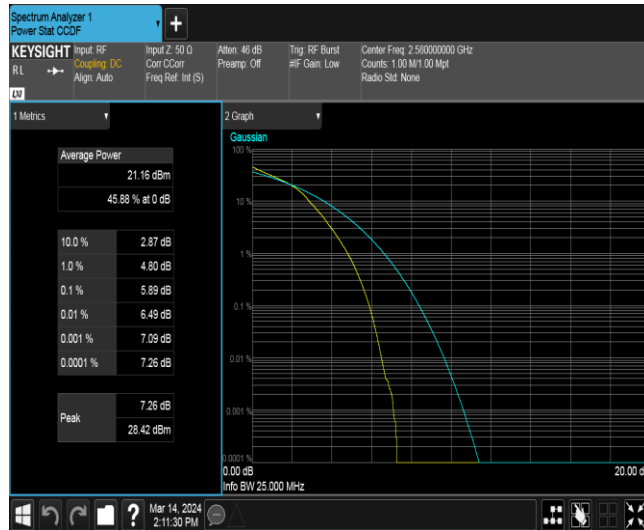 Spectrum Analyzer 1
Power Stat CCDF
+
KEYSIGHT
RL
LXI
Input: RF
Coupling: DC
Align: Auto
Input Z: 50 Ω
Corr CCorr
Freq Ref: Int (S)
Atten: 46 dB
Preamp: Off
Trig: RF Burst
#IF Gain: Low
Center Freq: 2.580000000 GHz
Counts: 1.00 M/1.00 Mpt
Radio Std: None
1 Metrics
Average Power
21.16 dBm
45.88 % at 0 dB
10.0 % 2.87 dB
1.0 % 4.80 dB
0.1 % 5.89 dB
0.01 % 6.49 dB
0.001 % 7.09 dB
0.0001 % 7.26 dB
Peak
7.26 dB
28.42 dBm
2 Graph
Gaussian
100 %
10 %
1 %
0.1 %
0.01 %
0.001 %
0.0001 %
0.00 dB
20.00 d
Info BW 25.000 MHz
?
Mar 14, 2024
2:11:30 PM